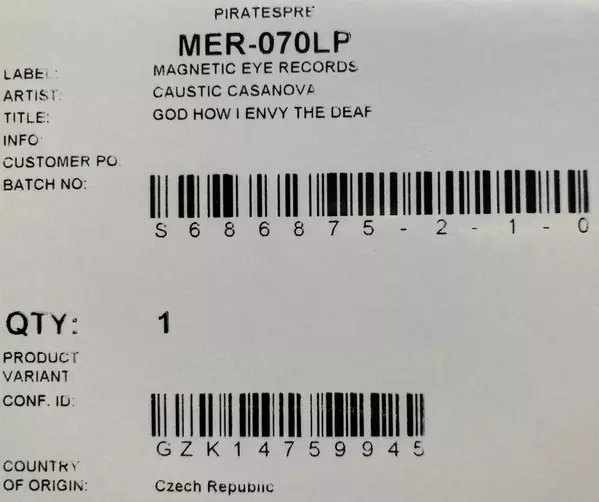 PIRATESPRE
MER-070LP
LABEL: MAGNETIC EYE RECORDS
ARTIST: CAUSTIC CASANOVA
TITLE: GOD HOW I ENVY THE DEAF
INFO
CUSTOMER PO
BATCH NO:
S686875-2-1-0
QTY: 1
PRODUCT
VARIANT
CONF. ID:
GZK14759945
COUNTRY
OF ORIGIN: Czech Republic